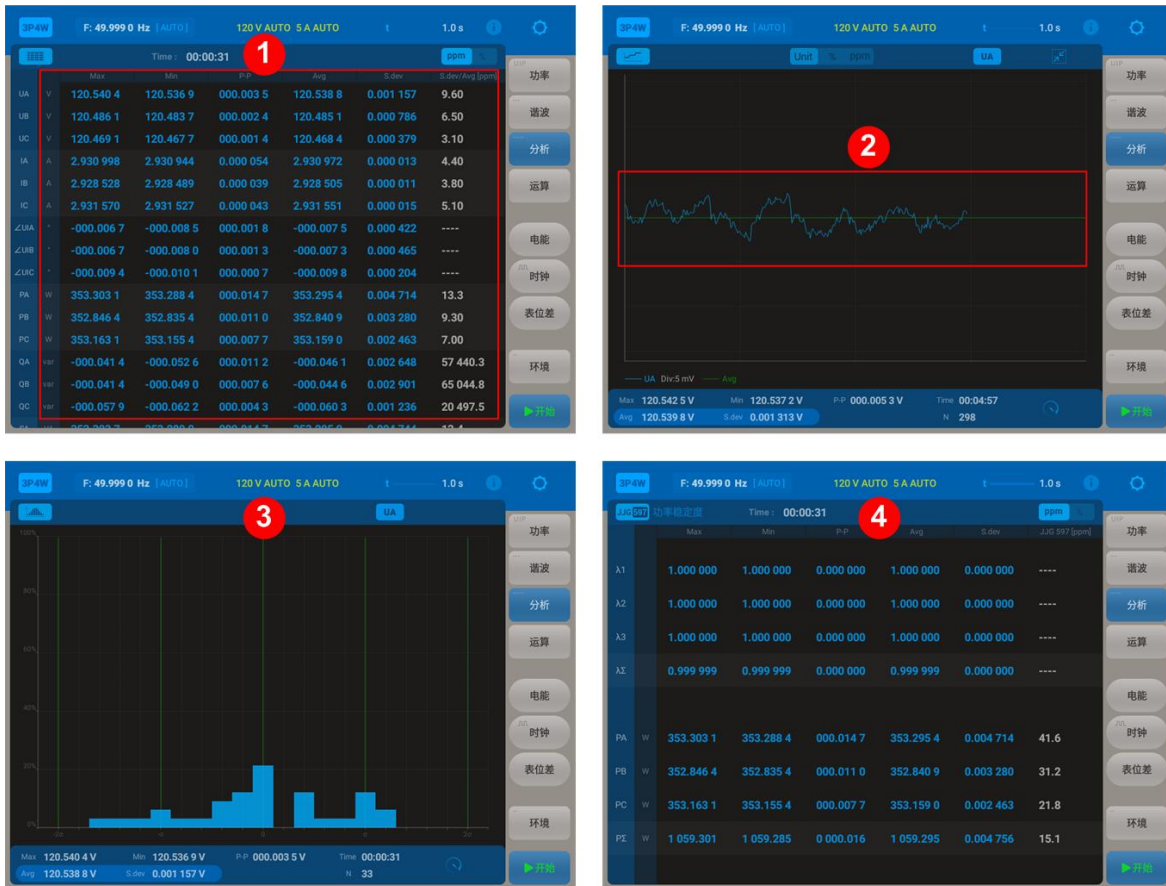 3P4W F: 49.999 0 Hz [AUTO] 120 V AUTO 5 A AUTO t 1.0 s
Time : 00:00:31 1 ppm %
Max Min P-P Avg S.dev S.dev/Avg [ppm]
UA V 120.540 4 120.536 9 000.003 5 120.538 8 0.001 157 9.60
UB V 120.486 1 120.483 7 000.002 4 120.485 1 0.000 786 6.50
UC V 120.469 1 120.467 7 000.001 4 120.468 4 0.000 379 3.10
IA A 2.930 998 2.930 944 0.000 054 2.930 972 0.000 013 4.40
IB A 2.928 528 2.928 489 0.000 039 2.928 505 0.000 011 3.80
IC A 2.931 570 2.931 527 0.000 043 2.931 551 0.000 015 5.10
∠UIA ° -000.006 7 -000.008 5 000.001 8 -000.007 5 0.000 422 ----
∠UIB ° -000.006 7 -000.008 0 000.001 3 -000.007 3 0.000 465 ----
∠UIC ° -000.009 4 -000.010 1 000.000 7 -000.009 8 0.000 204 ----
PA W 353.303 1 353.288 4 000.014 7 353.295 4 0.004 714 13.3
PB W 352.846 4 352.835 4 000.011 0 352.840 9 0.003 280 9.30
PC W 353.163 1 353.155 4 000.007 7 353.159 0 0.002 463 7.00
QA var -000.041 4 -000.052 6 000.011 2 -000.046 1 0.002 648 57 440.3
QB var -000.041 4 -000.049 0 000.007 6 -000.044 6 0.002 901 65 044.8
QC var -000.057 9 -000.062 2 000.004 3 -000.060 3 0.001 236 20 497.5
UIP
功率
谐波
分析
运算
电能
时钟
表位差
环境
▶开始
3P4W F: 49.999 0 Hz [AUTO] 120 V AUTO 5 A AUTO t 1.0 s
Unit % ppm UA
2
UA Div:5 mV Avg
Max 120.542 5 V Min 120.537 2 V P-P 000.005 3 V Time 00:04:57
Avg 120.539 8 V S.dev 0.001 313 V N 298
UIP
功率
谐波
分析
运算
电能
时钟
表位差
环境
▶开始
3P4W F: 49.999 0 Hz [AUTO] 120 V AUTO 5 A AUTO t 1.0 s
3 UA
100%
80%
60%
40%
20%
0%
-2σ -σ 0 σ 2σ
Max 120.540 4 V Min 120.536 9 V P-P 000.003 5 V Time 00:00:31
Avg 120.538 8 V S.dev 0.001 157 V N 33
UIP
功率
谐波
分析
运算
电能
时钟
表位差
环境
▶开始
3P4W F: 49.999 0 Hz [AUTO] 120 V AUTO 5 A AUTO t 1.0 s
JJG 597 功率稳定度 Time : 00:00:31 4 ppm %
Max Min P-P Avg S.dev JJG 597 [ppm]
λ1 1.000 000 1.000 000 0.000 000 1.000 000 0.000 000 ----
λ2 1.000 000 1.000 000 0.000 000 1.000 000 0.000 000 ----
λ3 1.000 000 1.000 000 0.000 000 1.000 000 0.000 000 ----
λΣ 0.999 999 0.999 999 0.000 000 0.999 999 0.000 000 ----
PA W 353.303 1 353.288 4 000.014 7 353.295 4 0.004 714 41.6
PB W 352.846 4 352.835 4 000.011 0 352.840 9 0.003 280 31.2
PC W 353.163 1 353.155 4 000.007 7 353.159 0 0.002 463 21.8
PΣ W 1 059.301 1 059.285 0 000.016 1 059.295 0.004 756 15.1
UIP
功率
谐波
分析
运算
电能
时钟
表位差
环境
▶开始